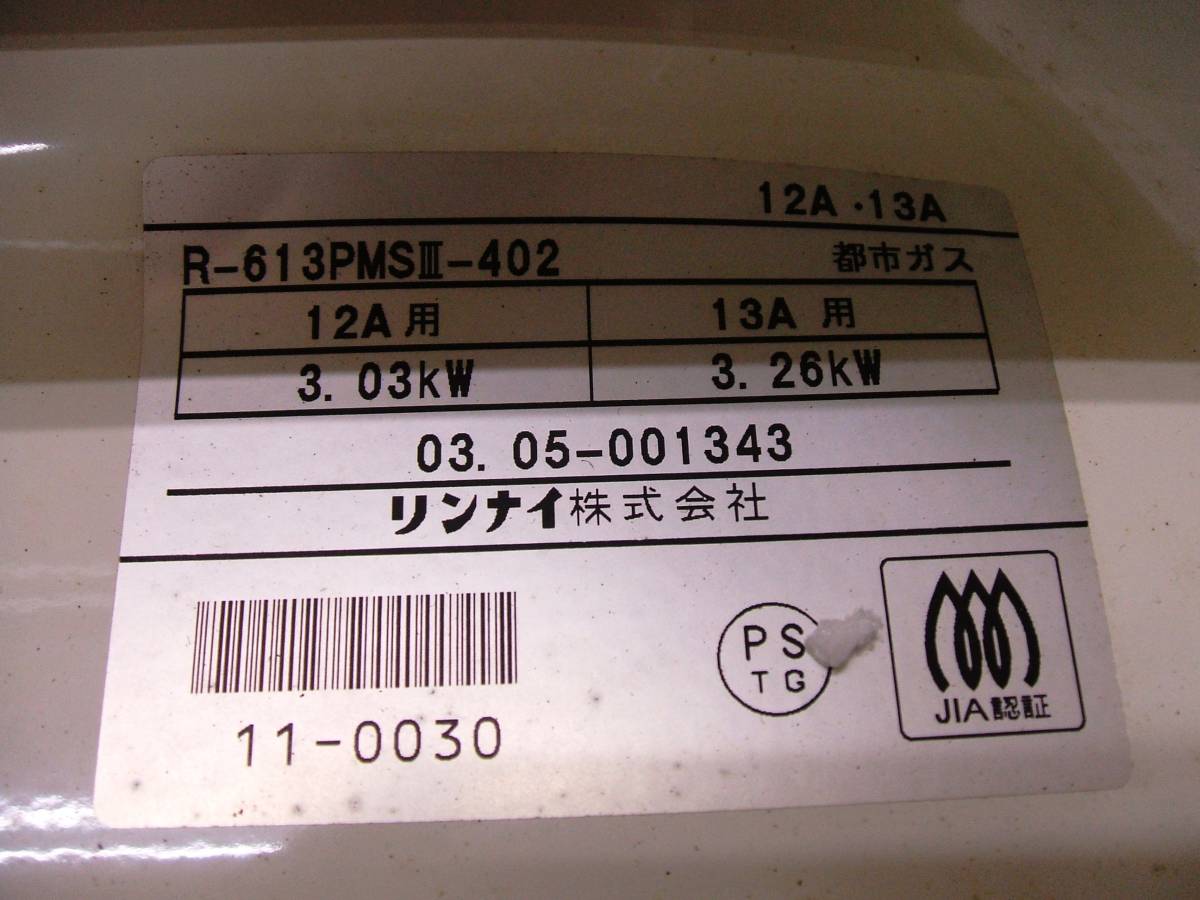 12A・13A
R-613PMSⅢ-402 都市ガス
12A用 13A 用
3.03kW 3.26kW
03.05-001343
リンナイ株式会社
PS
TG
JIA認証
11-0030